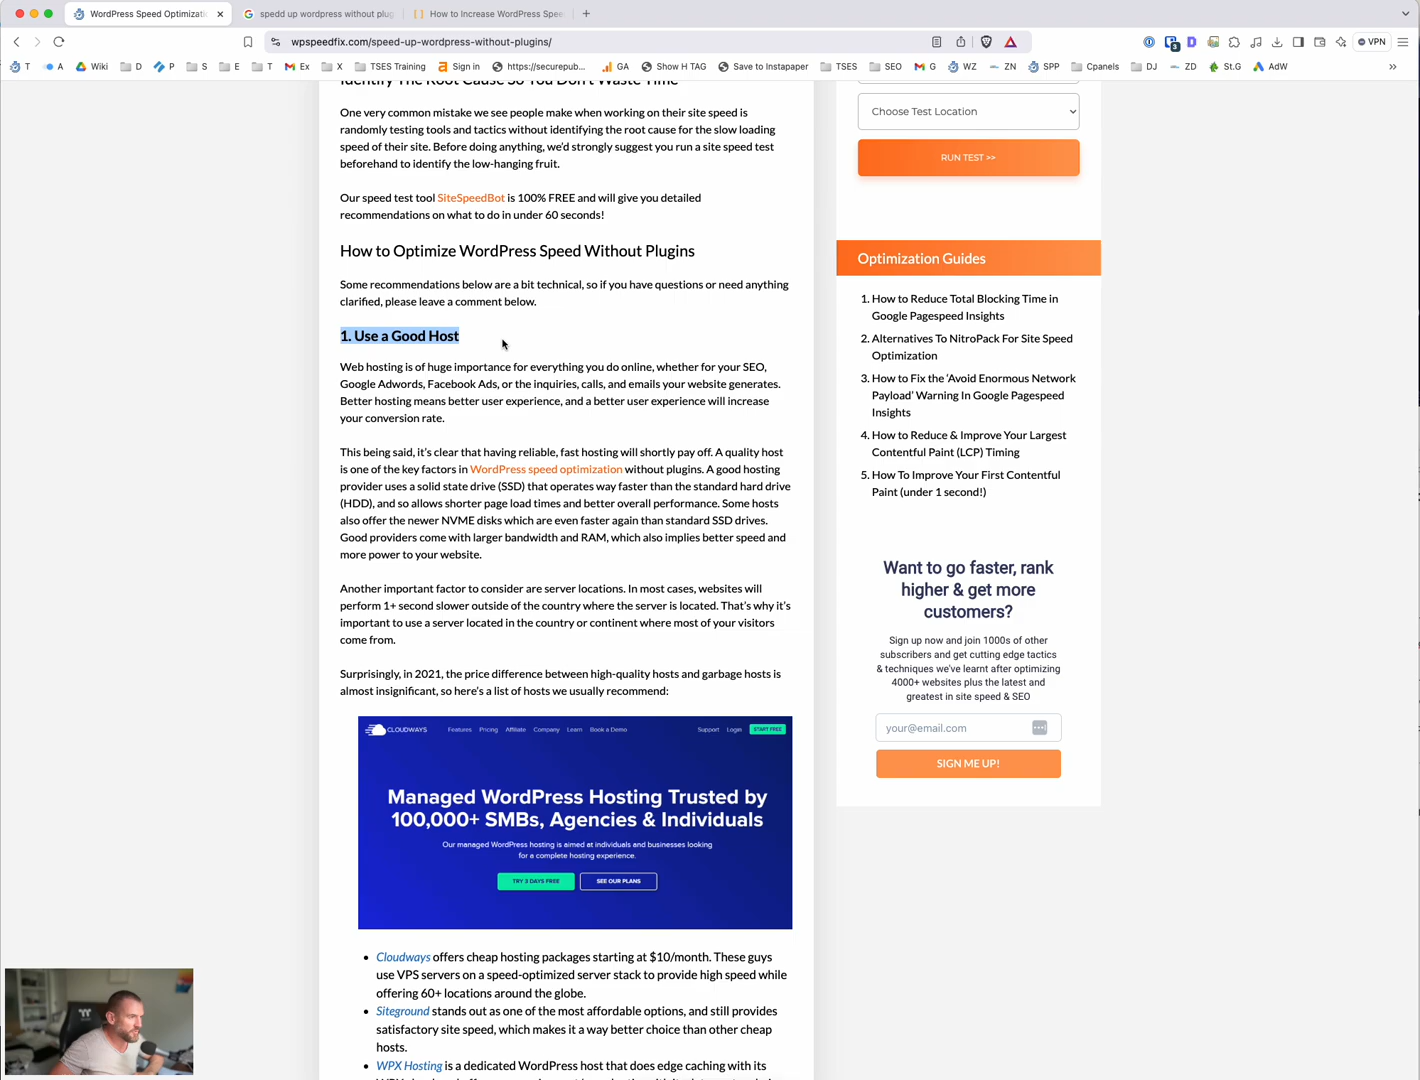 WordPress Speed Optimizati
spedd up wordpress without plug
How to Increase WordPress Spee
wpspeedfix.com/speed-up-wordpress-without-plugins/
VPN
T
A
Wiki
D
P
S
E
T
Ex
X
TSES Training
Sign in
https://securepub...
GA
Show H TAG
Save to Instapaper
TSES
SEO
G
WZ
ZN
SPP
Cpanels
DJ
ZD
St.G
AdW
Identify The Root Cause So You Don't Waste Time
One very common mistake we see people make when working on their site speed is
randomly testing tools and tactics without identifying the root cause for the slow loading
speed of their site. Before doing anything, we'd strongly suggest you run a site speed test
beforehand to identify the low-hanging fruit.
Our speed test tool SiteSpeedBot is 100% FREE and will give you detailed
recommendations on what to do in under 60 seconds!
How to Optimize WordPress Speed Without Plugins
Some recommendations below are a bit technical, so if you have questions or need anything
clarified, please leave a comment below.
1. Use a Good Host
Web hosting is of huge importance for everything you do online, whether for your SEO,
Google Adwords, Facebook Ads, or the inquiries, calls, and emails your website generates.
Better hosting means better user experience, and a better user experience will increase
your conversion rate.
This being said, it's clear that having reliable, fast hosting will shortly pay off. A quality host
is one of the key factors in WordPress speed optimization without plugins. A good hosting
provider uses a solid state drive (SSD) that operates way faster than the standard hard drive
(HDD), and so allows shorter page load times and better overall performance. Some hosts
also offer the newer NVME disks which are even faster again than standard SSD drives.
Good providers come with larger bandwidth and RAM, which also implies better speed and
more power to your website.
Another important factor to consider are server locations. In most cases, websites will
perform 1+ second slower outside of the country where the server is located. That's why it's
important to use a server located in the country or continent where most of your visitors
come from.
Surprisingly, in 2021, the price difference between high-quality hosts and garbage hosts is
almost insignificant, so here's a list of hosts we usually recommend:
CLOUDWAYS
Features
Pricing
Affiliate
Company
Learn
Book a Demo
Support
Login
START FREE
Managed WordPress Hosting Trusted by
100,000+ SMBs, Agencies & Individuals
Our managed WordPress hosting is aimed at individuals and businesses looking
for a complete hosting experience.
TRY 3 DAYS FREE
SEE OUR PLANS
• Cloudways offers cheap hosting packages starting at $10/month. These guys
use VPS servers on a speed-optimized server stack to provide high speed while
offering 60+ locations around the globe.
• Siteground stands out as one of the most affordable options, and still provides
satisfactory site speed, which makes it a way better choice than other cheap
hosts.
• WPX Hosting is a dedicated WordPress host that does edge caching with its
Choose Test Location
RUN TEST >>
Optimization Guides
1. How to Reduce Total Blocking Time in
Google Pagespeed Insights
2. Alternatives To NitroPack For Site Speed
Optimization
3. How to Fix the 'Avoid Enormous Network
Payload' Warning In Google Pagespeed
Insights
4. How to Reduce & Improve Your Largest
Contentful Paint (LCP) Timing
5. How To Improve Your First Contentful
Paint (under 1 second!)
Want to go faster, rank
higher & get more
customers?
Sign up now and join 1000s of other
subscribers and get cutting edge tactics
& techniques we've learnt after optimizing
4000+ websites plus the latest and
greatest in site speed & SEO
your@email.com
SIGN ME UP!